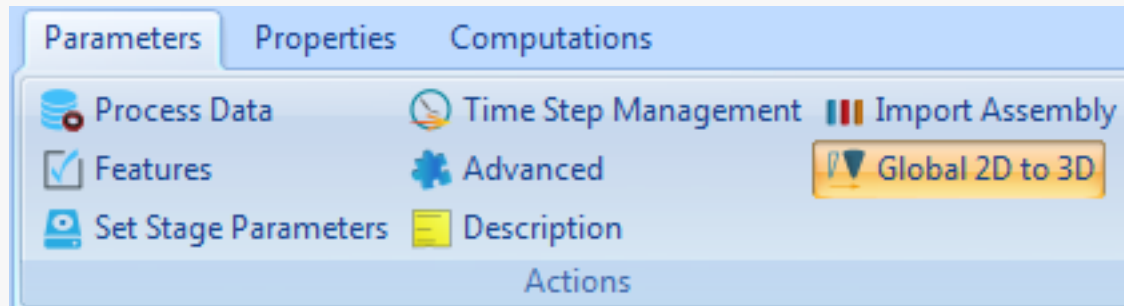 Parameters Properties Computations
Process Data Time Step Management Import Assembly
Features Advanced Global 2D to 3D
Set Stage Parameters Description
Actions